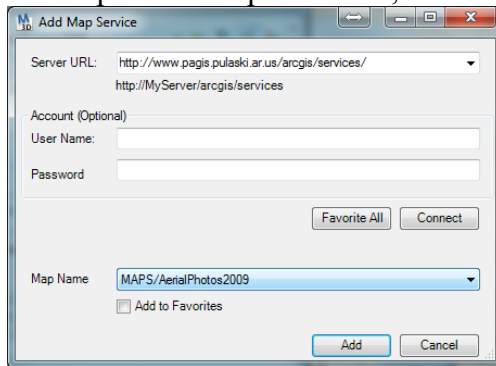 Add Map Service
Server URL: http://www.pagis.pulaski.ar.us/arcgis/services/
http://MyServer/arcgis/services
Account (Optional)
User Name:
Password
Favorite All Connect
Map Name MAPS/AerialPhotos2009
Add to Favorites
Add Cancel